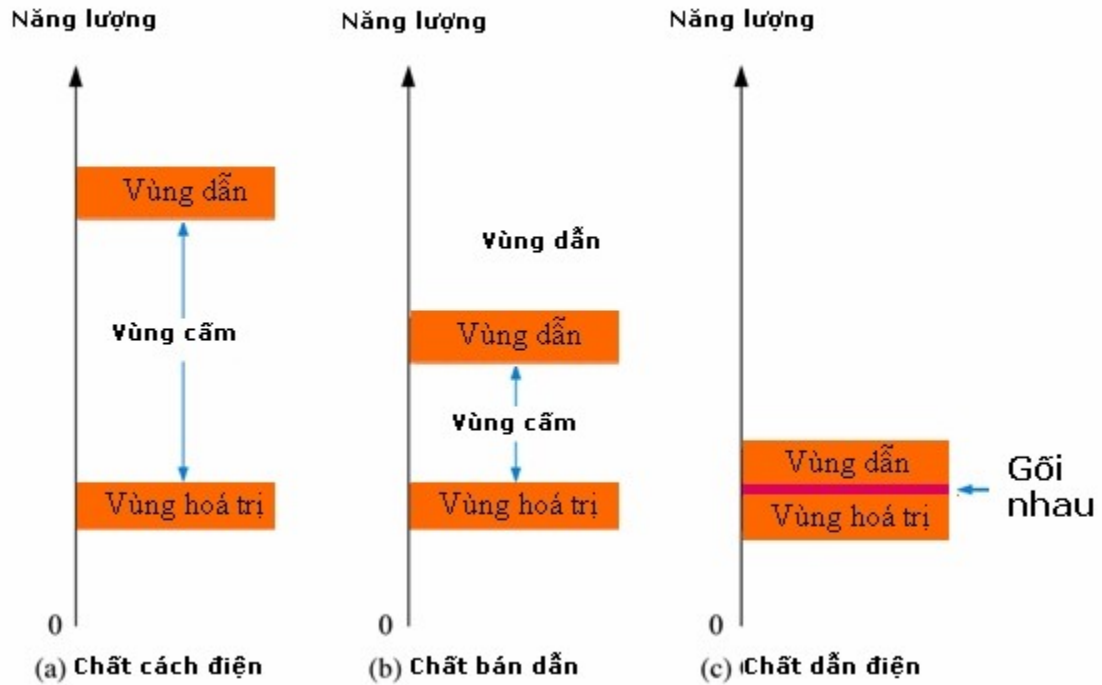 Năng lượng
Vùng dẫn
Vùng cấm
Vùng hoá trị
0
(a) Chất cách điện
Năng lượng
Vùng dẫn
Vùng dẫn
Vùng cấm
Vùng hoá trị
0
(b) Chất bán dẫn
Năng lượng
Vùng dẫn
Vùng hoá trị
Gối
nhau
0
(c) Chất dẫn điện